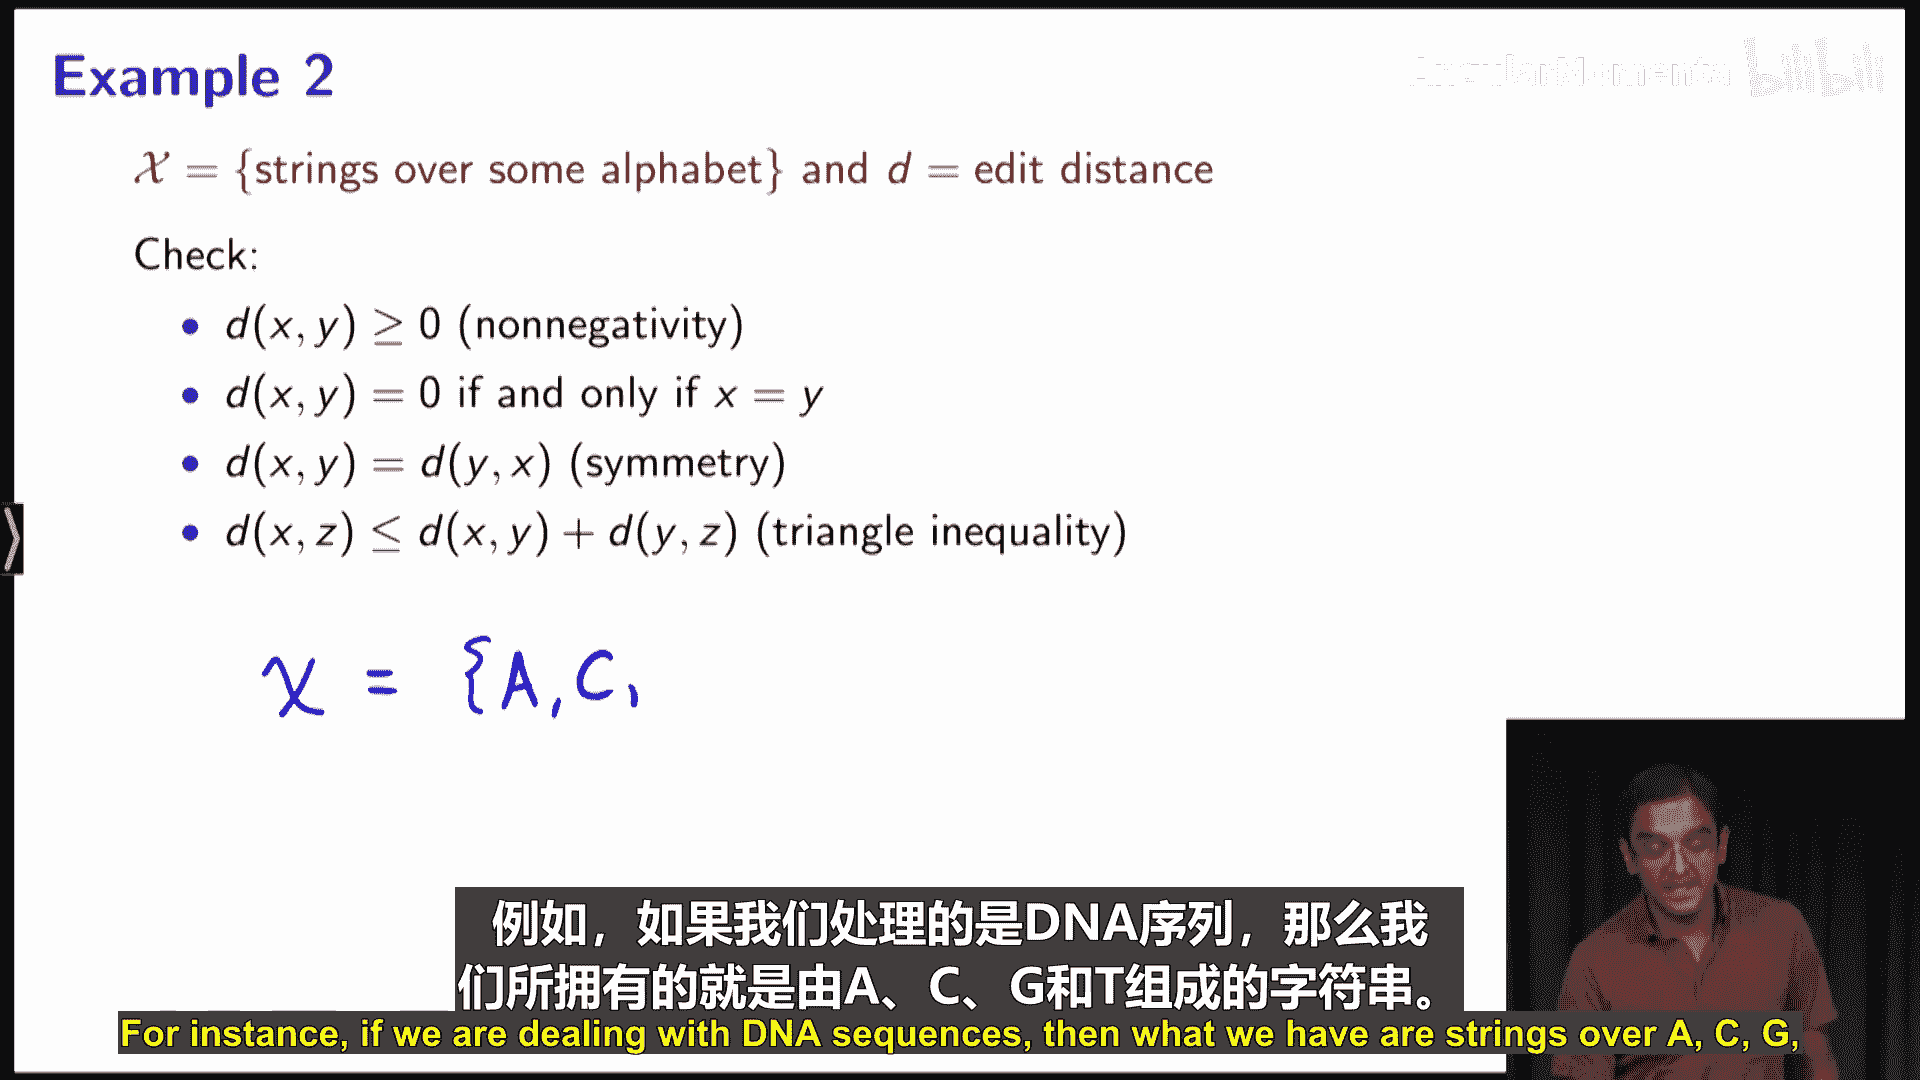 Example 2
bilibili
𝒳 = {strings over some alphabet} and d = edit distance
Check:
• d(x, y) ≥ 0 (nonnegativity)
• d(x, y) = 0 if and only if x = y
• d(x, y) = d(y, x) (symmetry)
• d(x, z) ≤ d(x, y) + d(y, z) (triangle inequality)
𝒳 = {A, C,
例如，如果我们处理的是DNA序列，那么我
们所拥有的就是由A、C、G和T组成的字符串。
For instance, if we are dealing with DNA sequences, then what we have are strings over A, C, G,